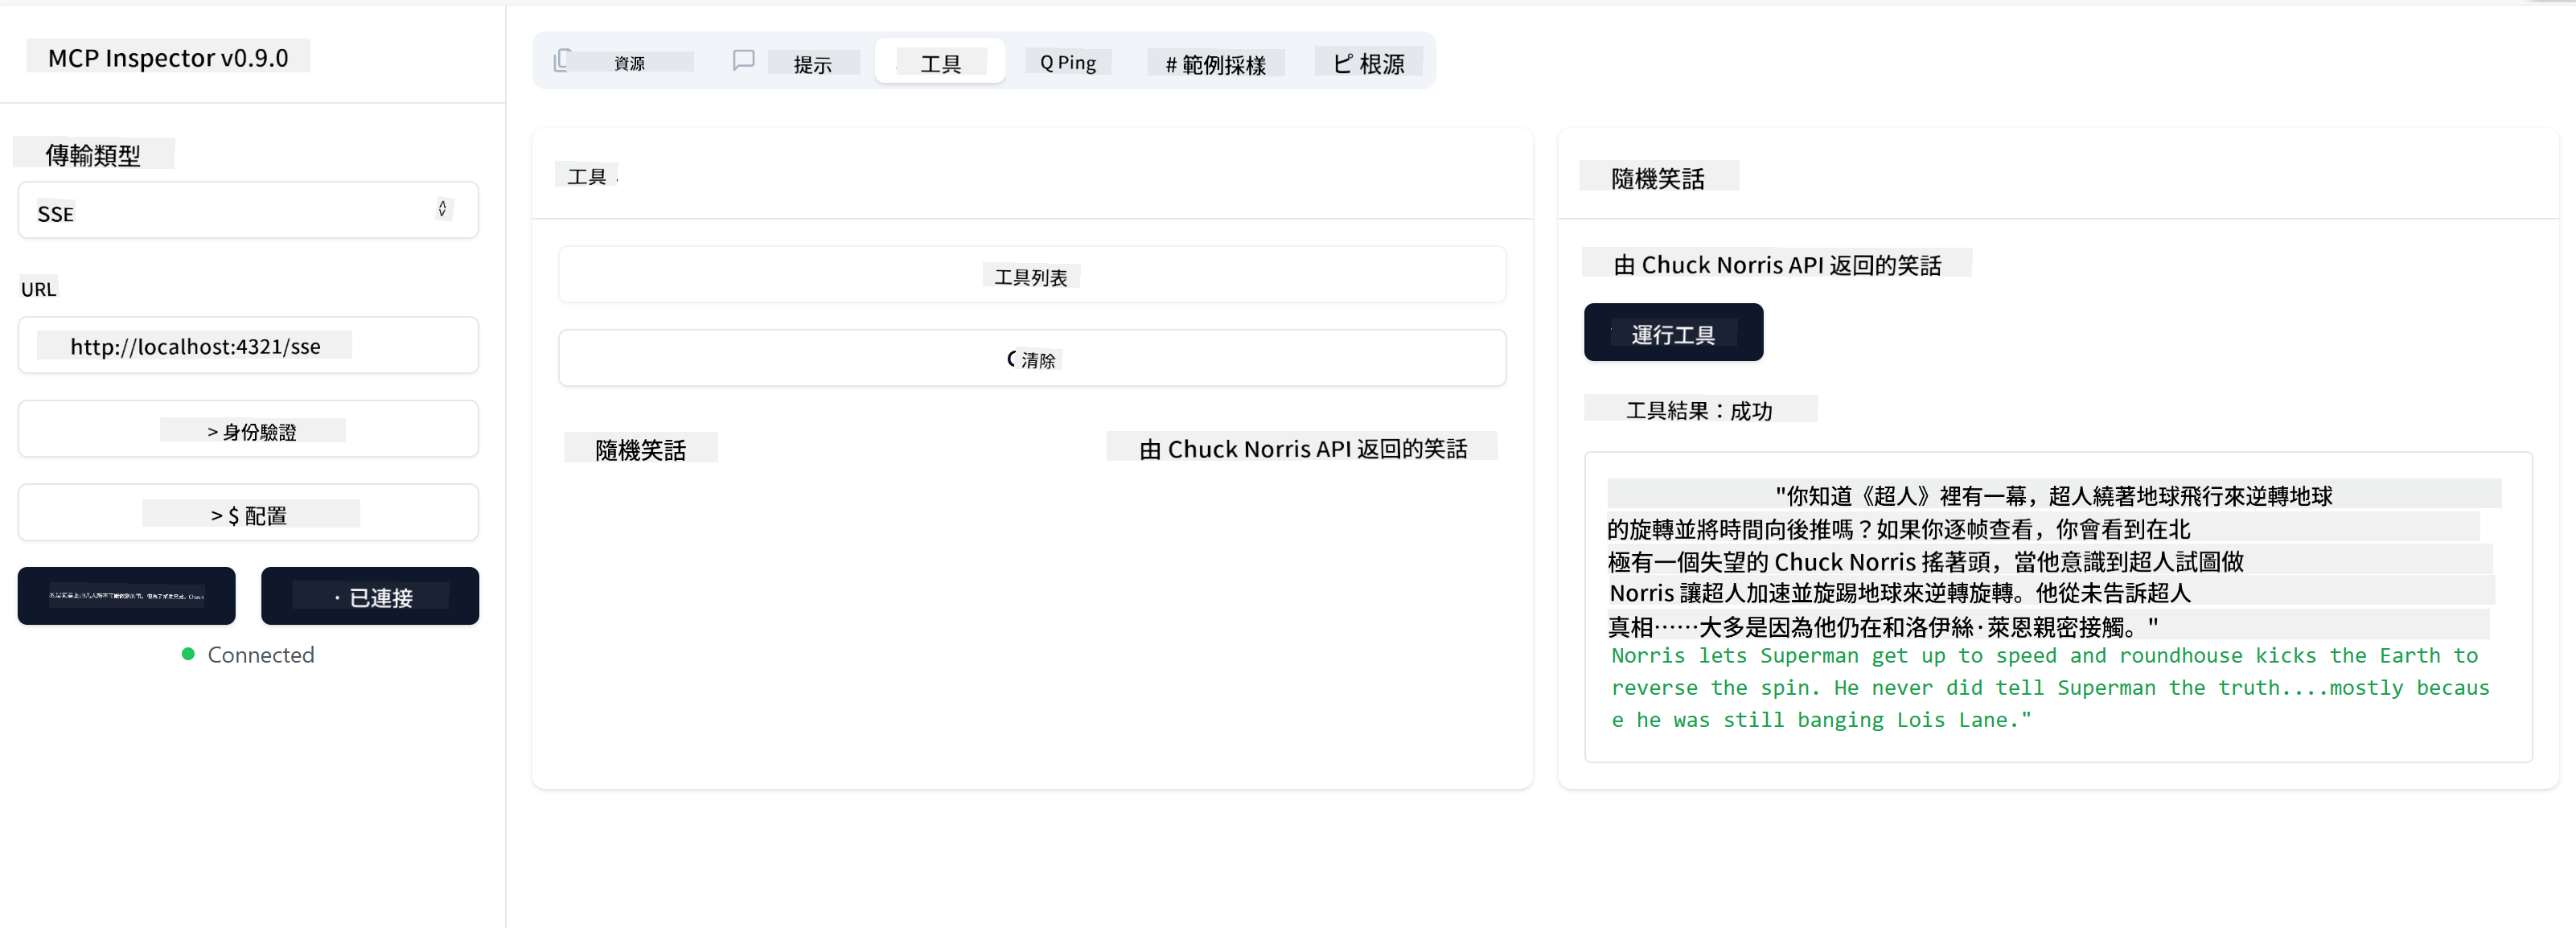 MCP Inspector v0.9.0
傳輸類型
SSE
URL
http://localhost:4321/sse
> 身份驗證
> $ 配置
· 已連接
Connected
資源
提示
工具
Q Ping
# 範例採樣
ピ 根源
工具
工具列表
清除
隨機笑話
由 Chuck Norris API 返回的笑話
隨機笑話
由 Chuck Norris API 返回的笑話
運行工具
工具結果：成功
"你知道《超人》裡有一幕，超人繞著地球飛行來逆轉地球
的旋轉並將時間向後推嗎？如果你逐帧查看，你會看到在北
極有一個失望的 Chuck Norris 搖著頭，當他意識到超人試圖做
Norris 讓超人加速並旋踢地球來逆轉旋轉。他從未告訴超人
真相……大多是因為他仍在和洛伊絲·萊恩親密接觸。"
Norris lets Superman get up to speed and roundhouse kicks the Earth to
reverse the spin. He never did tell Superman the truth....mostly becaus
e he was still banging Lois Lane."